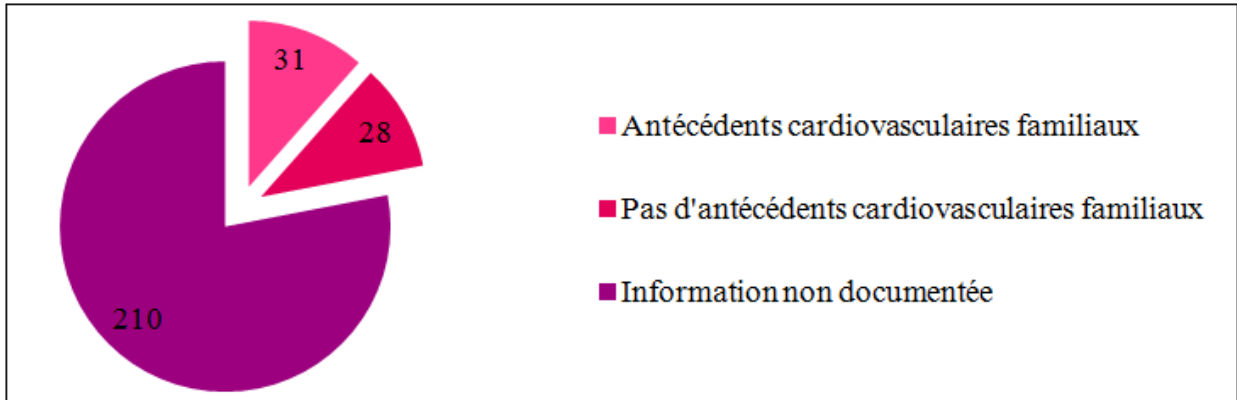 31
28
210
Antécédents cardiovasculaires familiaux
Pas d'antécédents cardiovasculaires familiaux
Information non documentée